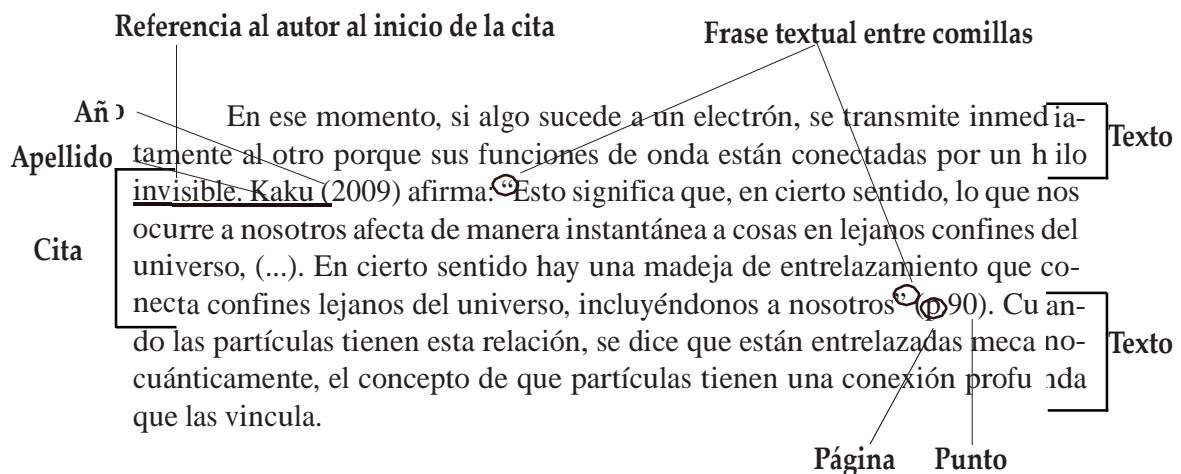 Referencia al autor al inicio de la cita
Frase textual entre comillas
Año
En ese momento, si algo sucede a un electrón, se transmite inmedia-
Texto
Apellido
tamente al otro porque sus funciones de onda están conectadas por un hilo
invisible. Kaku (2009) afirma: “Esto significa que, en cierto sentido, lo que nos
ocurre a nosotros afecta de manera instantánea a cosas en lejanos confines del
Cita
universo, (...). En cierto sentido hay una madeja de entrelazamiento que co-
necta confines lejanos del universo, incluyéndonos a nosotros” (p.90). Cuan-
do las partículas tienen esta relación, se dice que están entrelazadas mecano-
Texto
cuánticamente, el concepto de que partículas tienen una conexión profunda
que las vincula.
Página
Punto